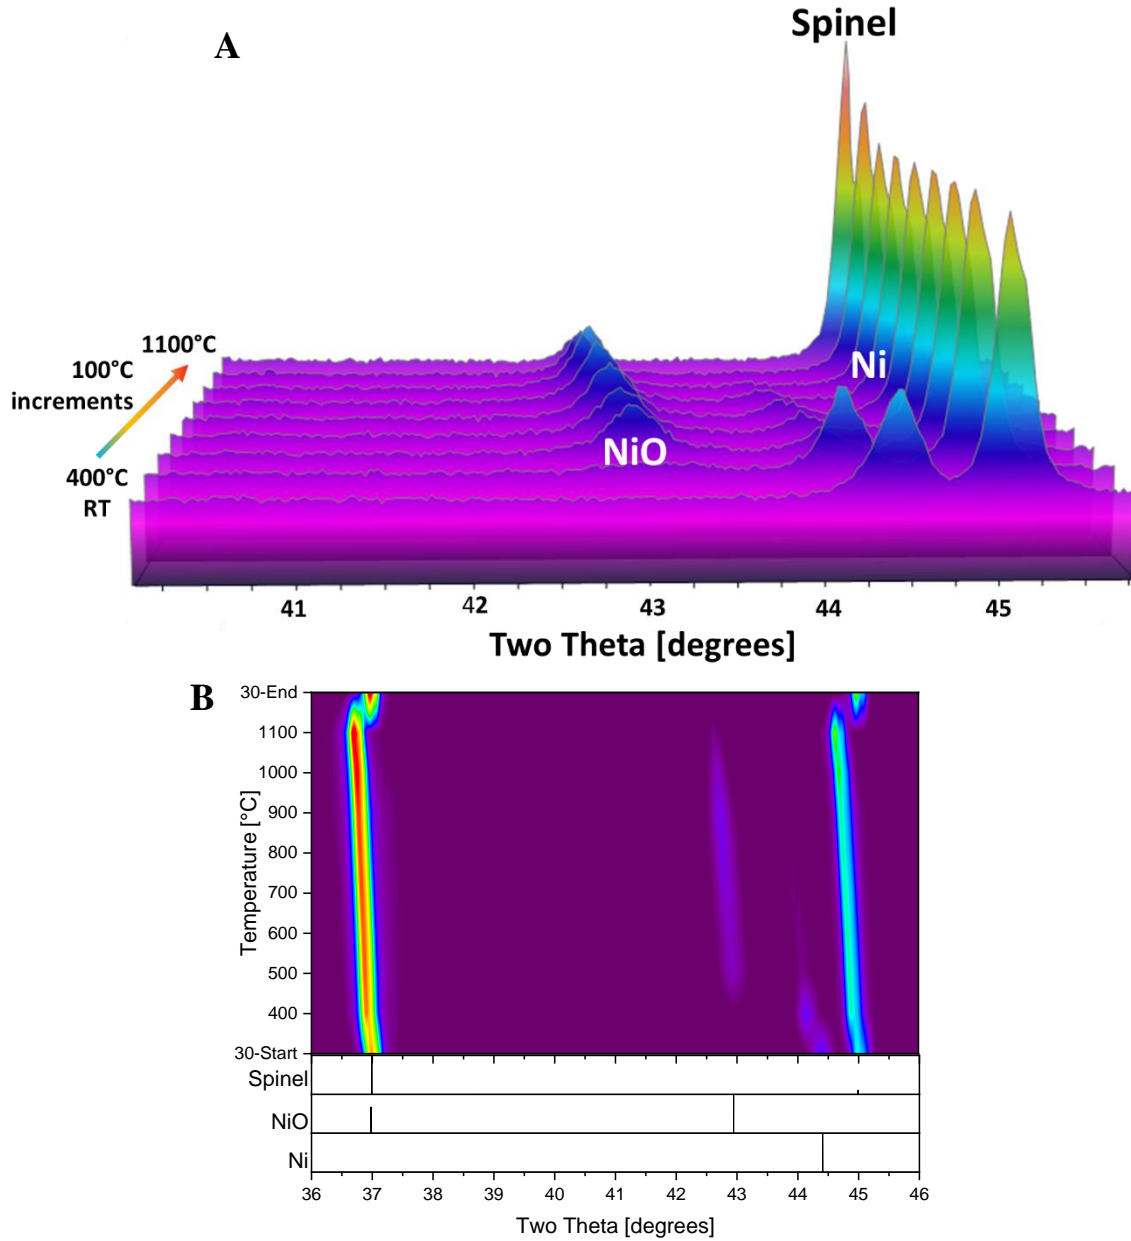 A
Spinel
1100°C
100°C
increments
400°C
RT
Ni
NiO
41 42 43 44 45
Two Theta [degrees]
B
30-End
1100
1000
900
800
700
600
500
400
30-Start
Temperature [°C]
Spinel
NiO
Ni
36 37 38 39 40 41 42 43 44 45 46
Two Theta [degrees]